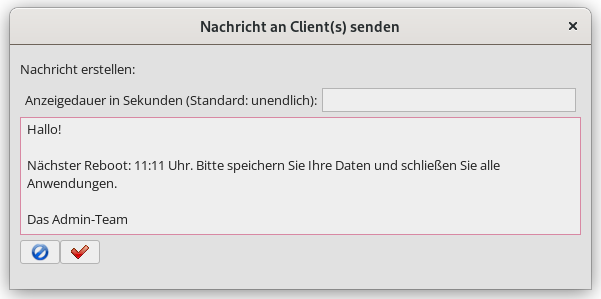 Nachricht an Client(s) senden
Nachricht erstellen:
Anzeigedauer in Sekunden (Standard: unendlich):
Hallo!
Nächster Reboot: 11:11 Uhr. Bitte speichern Sie Ihre Daten und schließen Sie alle
Anwendungen.
Das Admin-Team